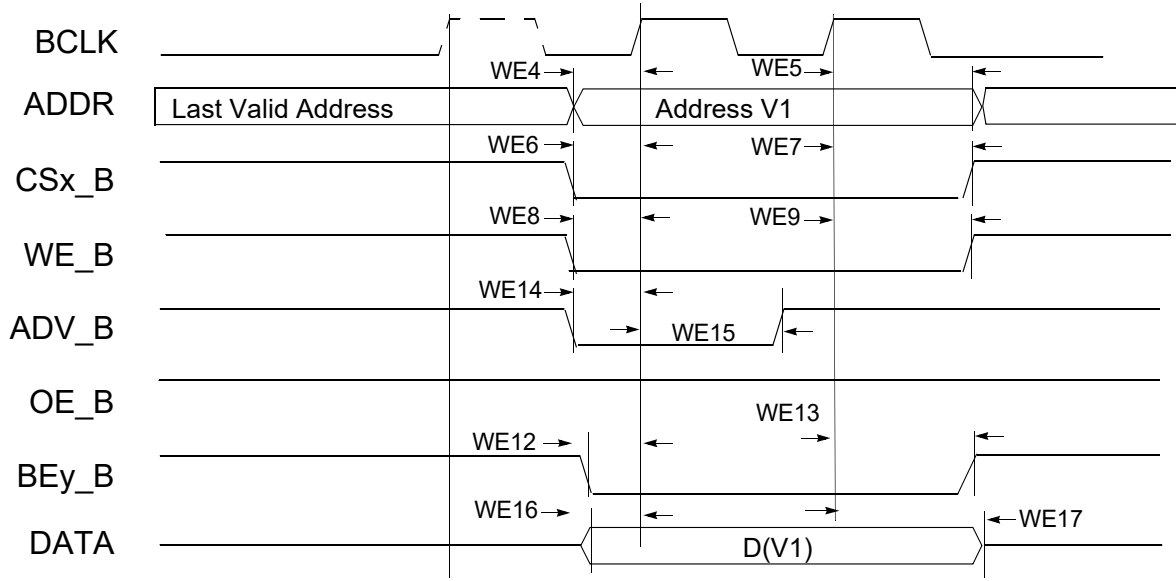 BCLK
WE4 WE5
ADDR Last Valid Address Address V1
WE6 WE7
CSx_B
WE8 WE9
WE_B
WE14
ADV_B WE15
OE_B
WE12 WE13
BEy_B
WE16 WE17
DATA D(V1)